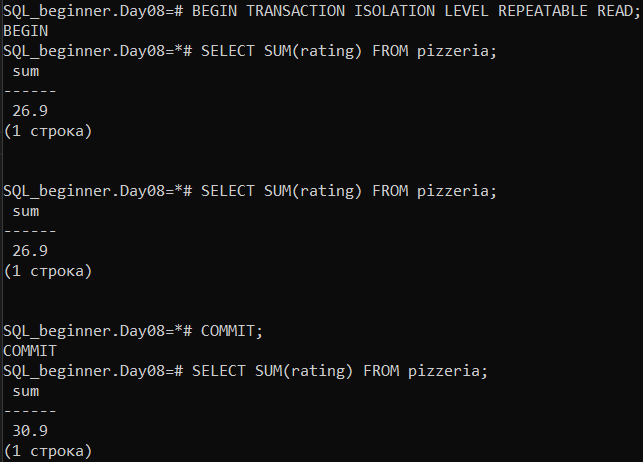 SQL_beginner.Day08=# BEGIN TRANSACTION ISOLATION LEVEL REPEATABLE READ;
BEGIN
SQL_beginner.Day08=*# SELECT SUM(rating) FROM pizzeria;
 sum
------
 26.9
(1 строка)

SQL_beginner.Day08=*# SELECT SUM(rating) FROM pizzeria;
 sum
------
 26.9
(1 строка)

SQL_beginner.Day08=*# COMMIT;
COMMIT
SQL_beginner.Day08=# SELECT SUM(rating) FROM pizzeria;
 sum
------
 30.9
(1 строка)